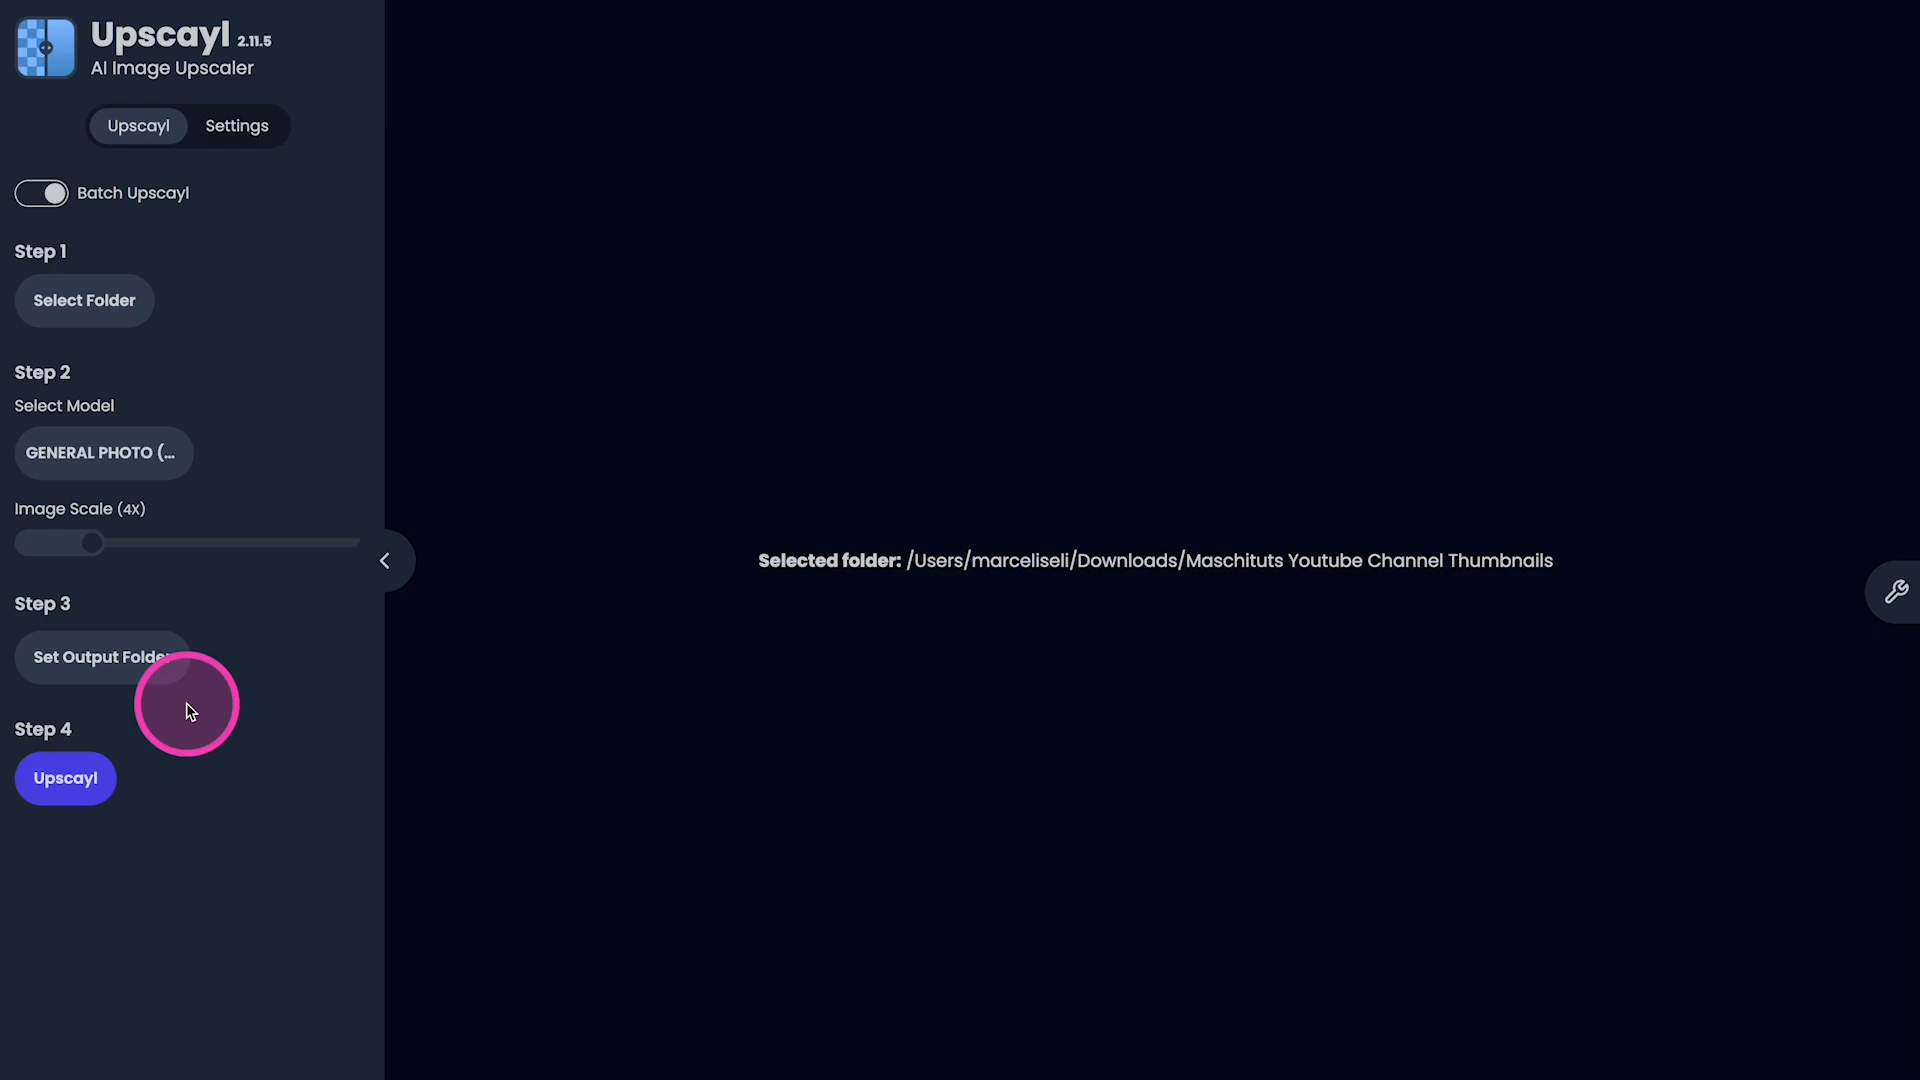 Upscayl 2.11.5
AI Image Upscaler
Upscayl
Settings
Batch Upscayl
Step 1
Select Folder
Step 2
Select Model
GENERAL PHOTO (...
Image Scale (4X)
Selected folder: /Users/marceliseli/Downloads/Maschituts Youtube Channel Thumbnails
Step 3
Set Output Folder
Step 4
Upscayl